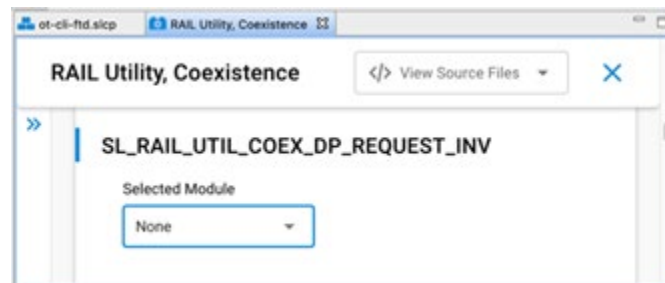 ot-cli-ftd.slcp
RAIL Utility, Coexistence
RAIL Utility, Coexistence
</> View Source Files
SL_RAIL_UTIL_COEX_DP_REQUEST_INV
Selected Module
None